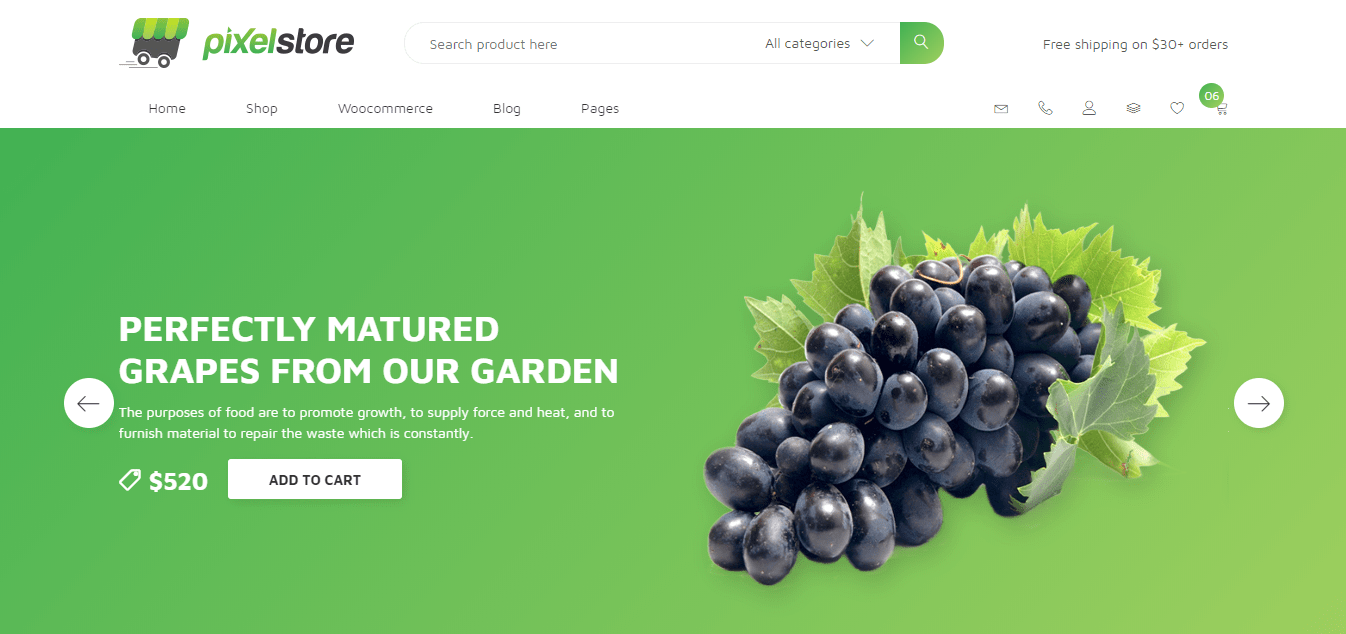 pixelstore
Search product here
All categories
Free shipping on $30+ orders
Home
Shop
Woocommerce
Blog
Pages
06
PERFECTLY MATURED
GRAPES FROM OUR GARDEN
The purposes of food are to promote growth, to supply force and heat, and to
furnish material to repair the waste which is constantly.
$520
ADD TO CART